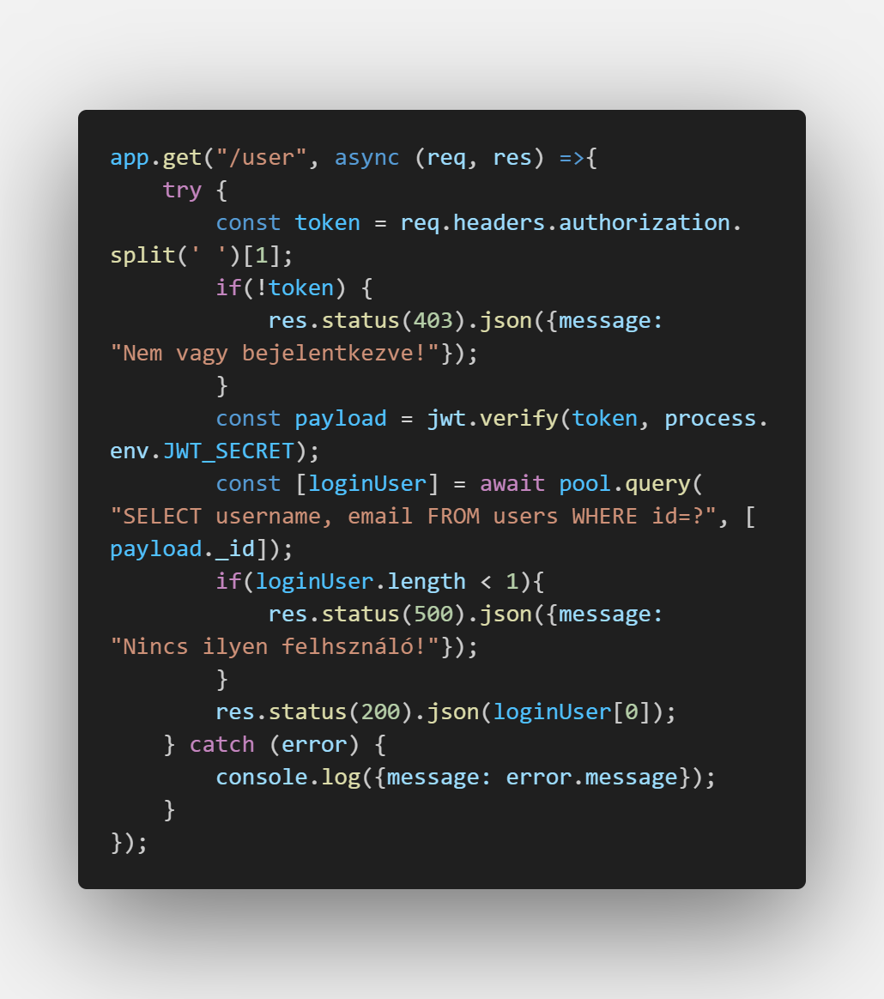 app.get("/user", async (req, res) =>{
    try {
        const token = req.headers.authorization.
split(' ')[1];
        if(!token) {
            res.status(403).json({message:
"Nem vagy bejelentkezve!"});
        }
        const payload = jwt.verify(token, process.
env.JWT_SECRET);
        const [loginUser] = await pool.query(
"SELECT username, email FROM users WHERE id=?", [
payload._id]);
        if(loginUser.length < 1){
            res.status(500).json({message:
"Nincs ilyen felhsználó!"});
        }
        res.status(200).json(loginUser[0]);
    } catch (error) {
        console.log({message: error.message});
    }
});